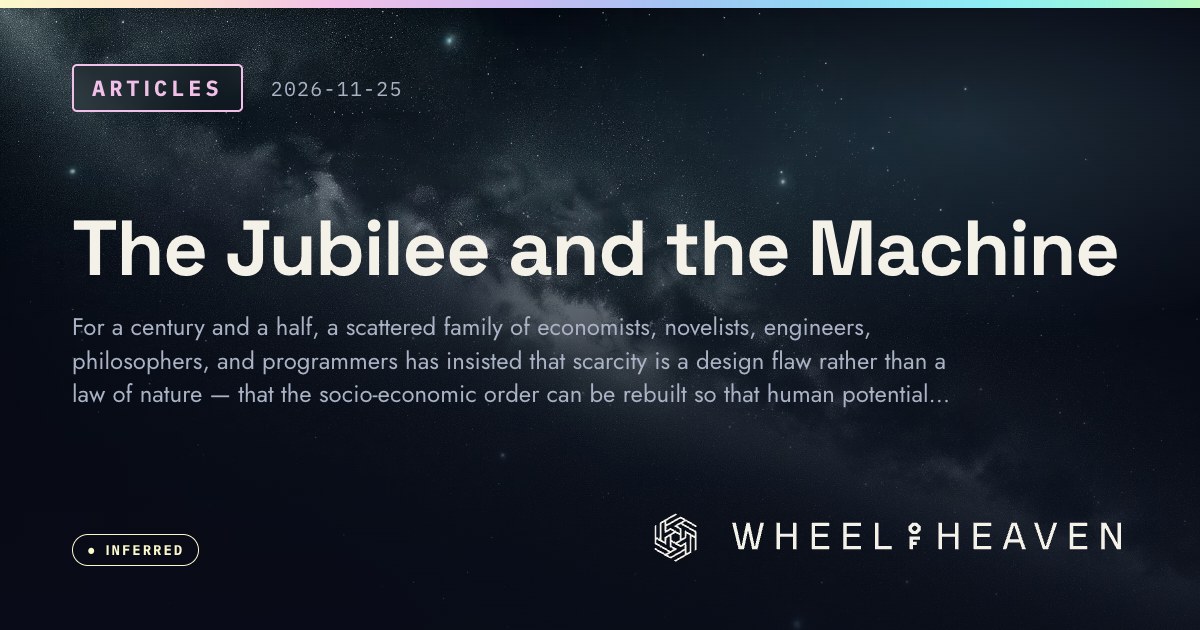 ARTICLES 2026-11-25
The Jubilee and the Machine
For a century and a half, a scattered family of economists, novelists, engineers,
philosophers, and programmers has insisted that scarcity is a design flaw rather than a
law of nature — that the socio-economic order can be rebuilt so that human potential…
• INFERRED
WHEEL OF HEAVEN